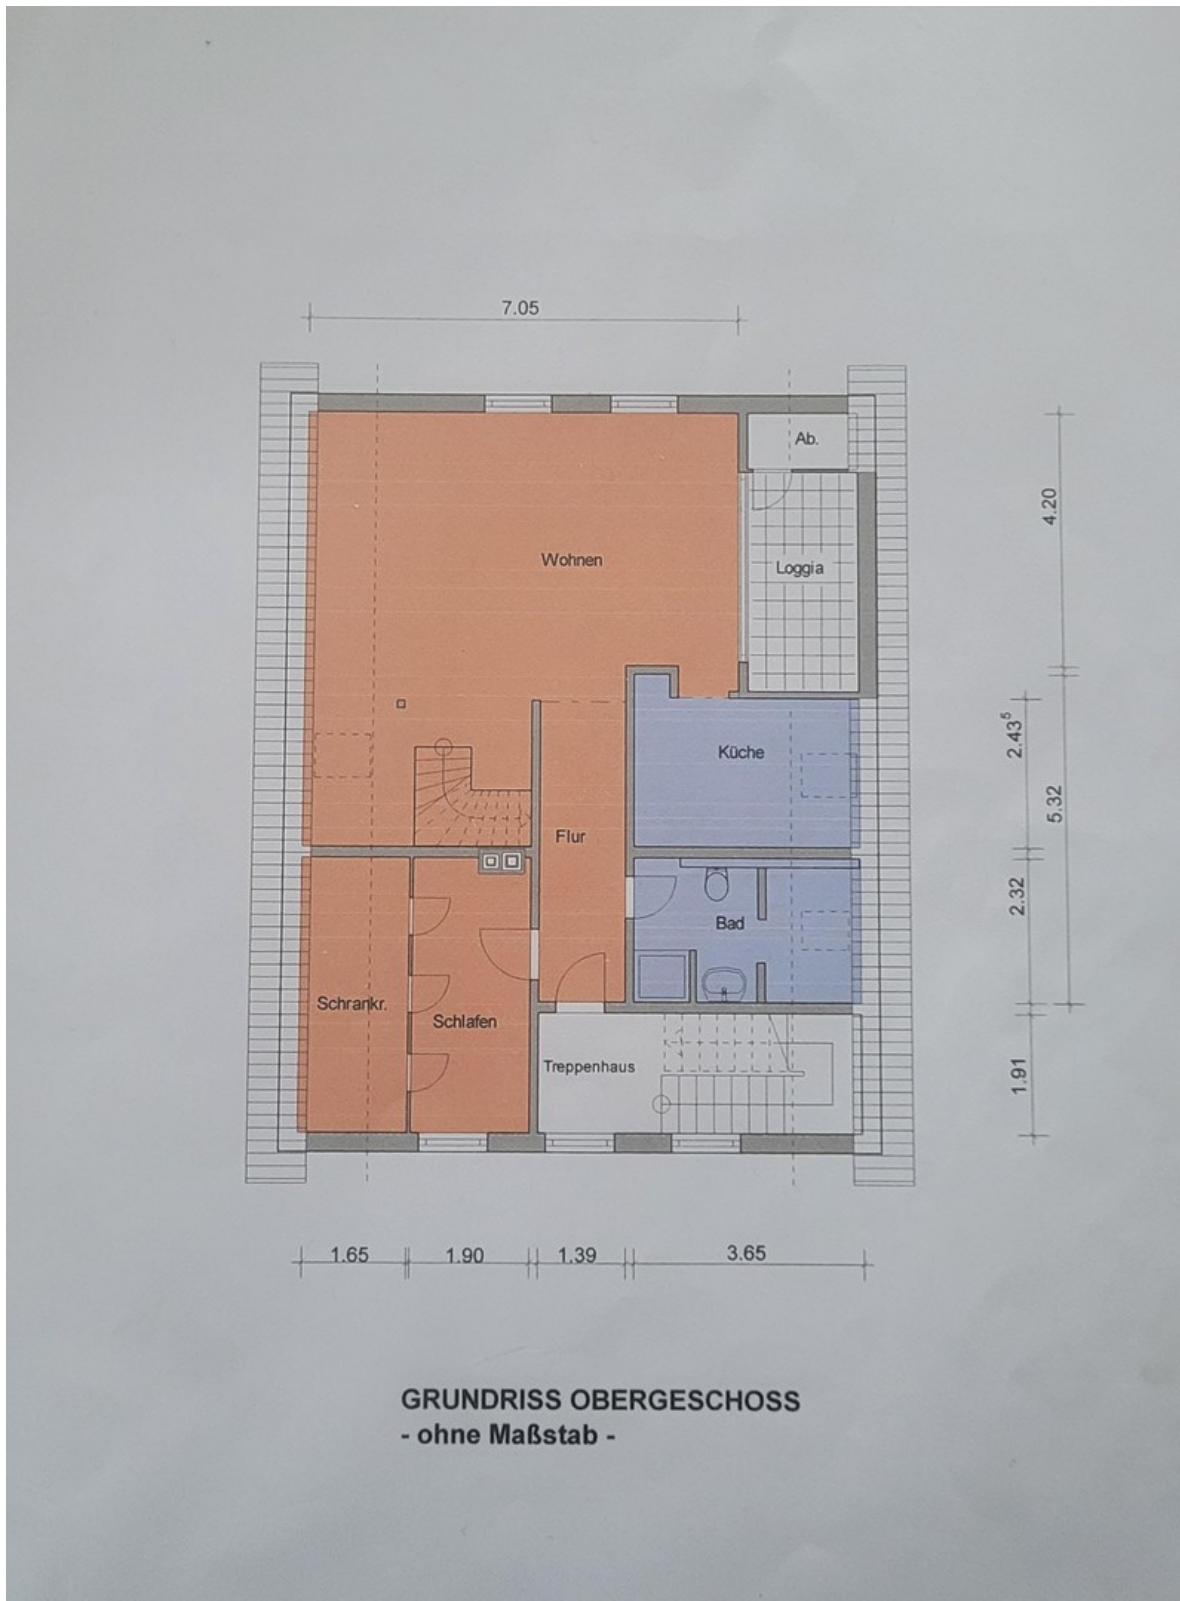 7.05
Ab.
4.20
Wohnen
Loggia
2.43⁵
Küche
5.32
Flur
2.32
Bad
Schrankr.
Schlafen
Treppenhaus
1.91
1.65 1.90 1.39 3.65
GRUNDRISS OBERGESCHOSS
- ohne Maßstab -